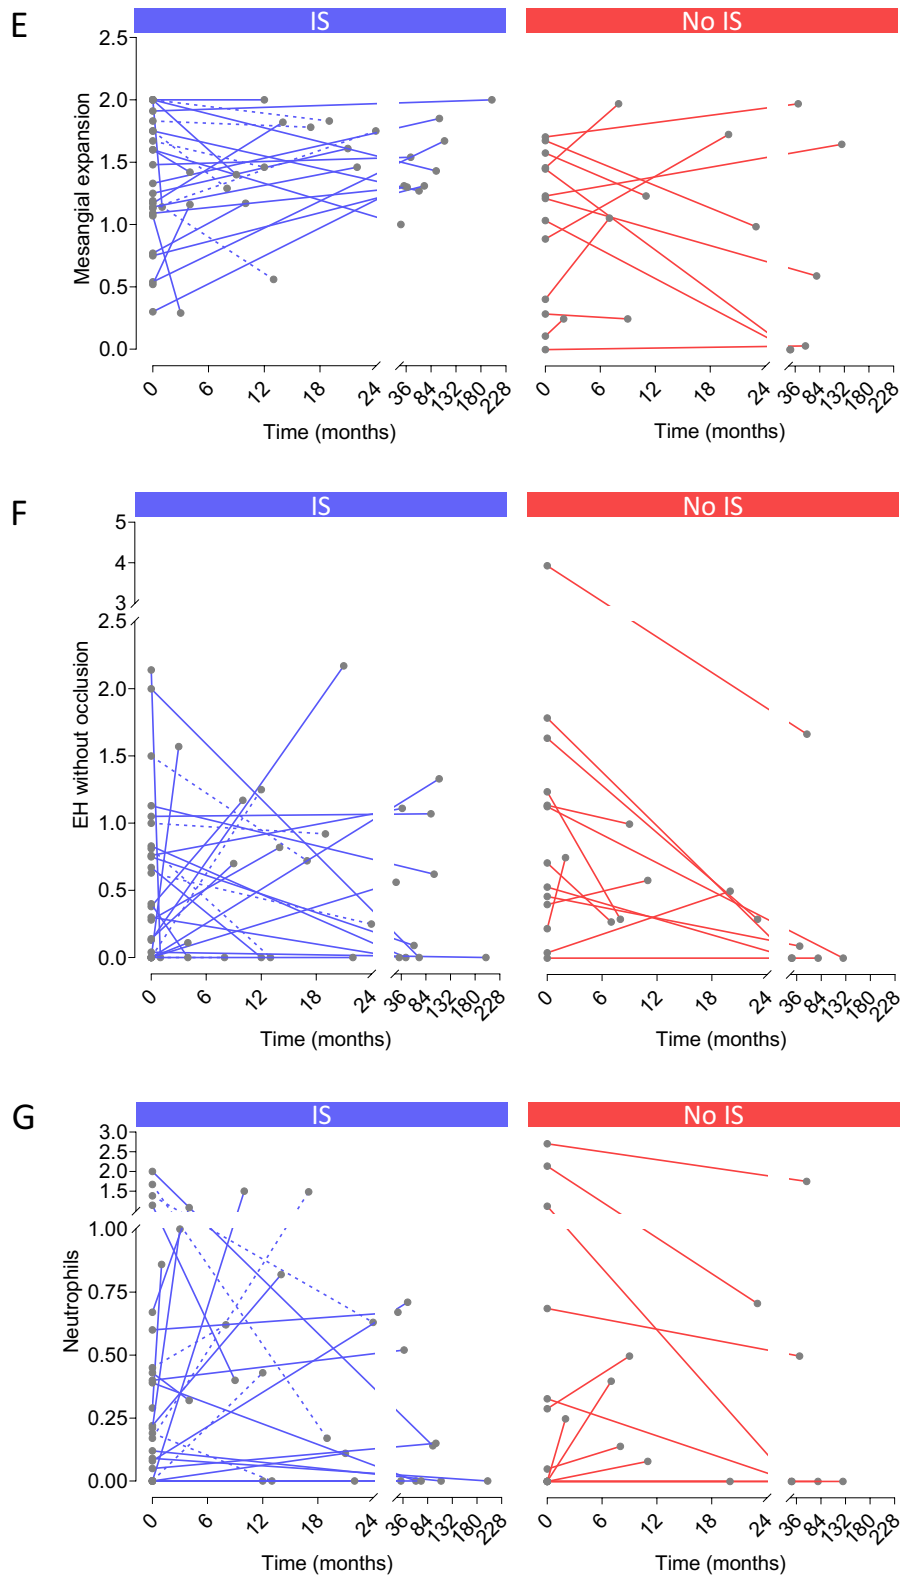 E
IS
No IS
Mesangial expansion
2.5
2.0
1.5
1.0
0.5
0.0
0 6 12 18 24 36 84 132 180 228
0 6 12 18 24 36 84 132 180 228
Time (months)
Time (months)
F
IS
No IS
EH without occlusion
5
4
3
2.5
2.0
1.5
1.0
0.5
0.0
0 6 12 18 24 36 84 132 180 228
0 6 12 18 24 36 84 132 180 228
Time (months)
Time (months)
G
IS
No IS
Neutrophils
3.0
2.5
2.0
1.5
1.00
0.75
0.50
0.25
0.00
0 6 12 18 24 36 84 132 180 228
0 6 12 18 24 36 84 132 180 228
Time (months)
Time (months)